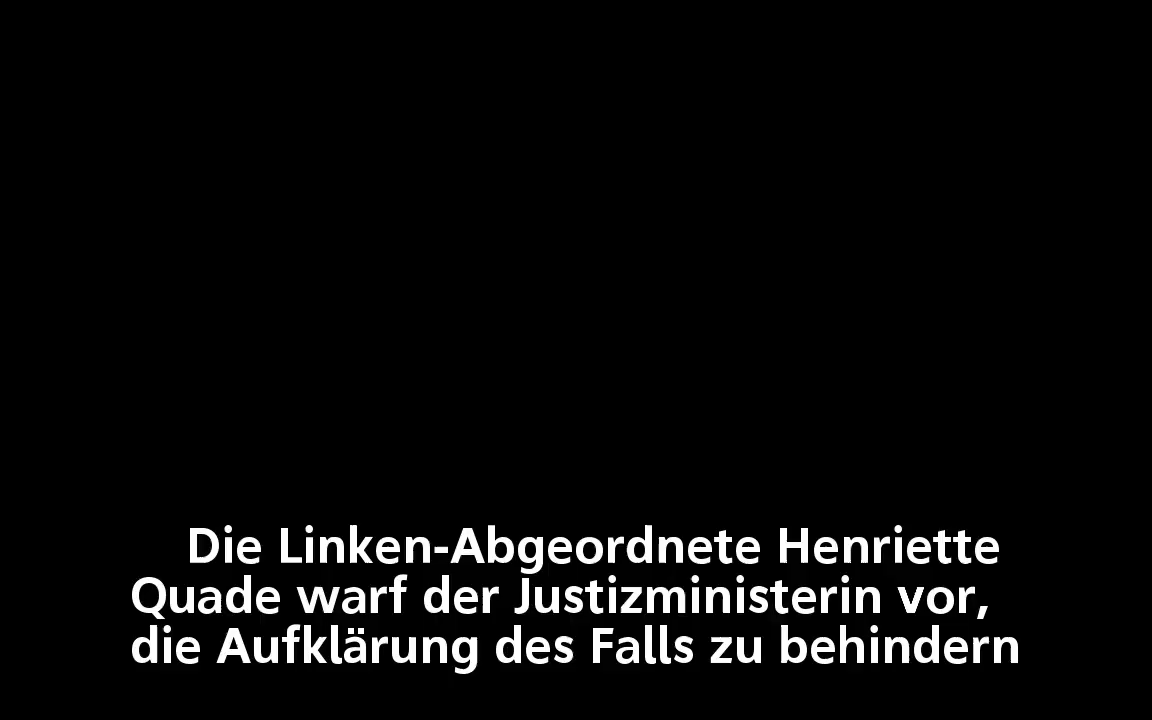 Die Linken-Abgeordnete Henriette
Quade warf der Justizministerin vor,
die Aufklärung des Falls zu behindern